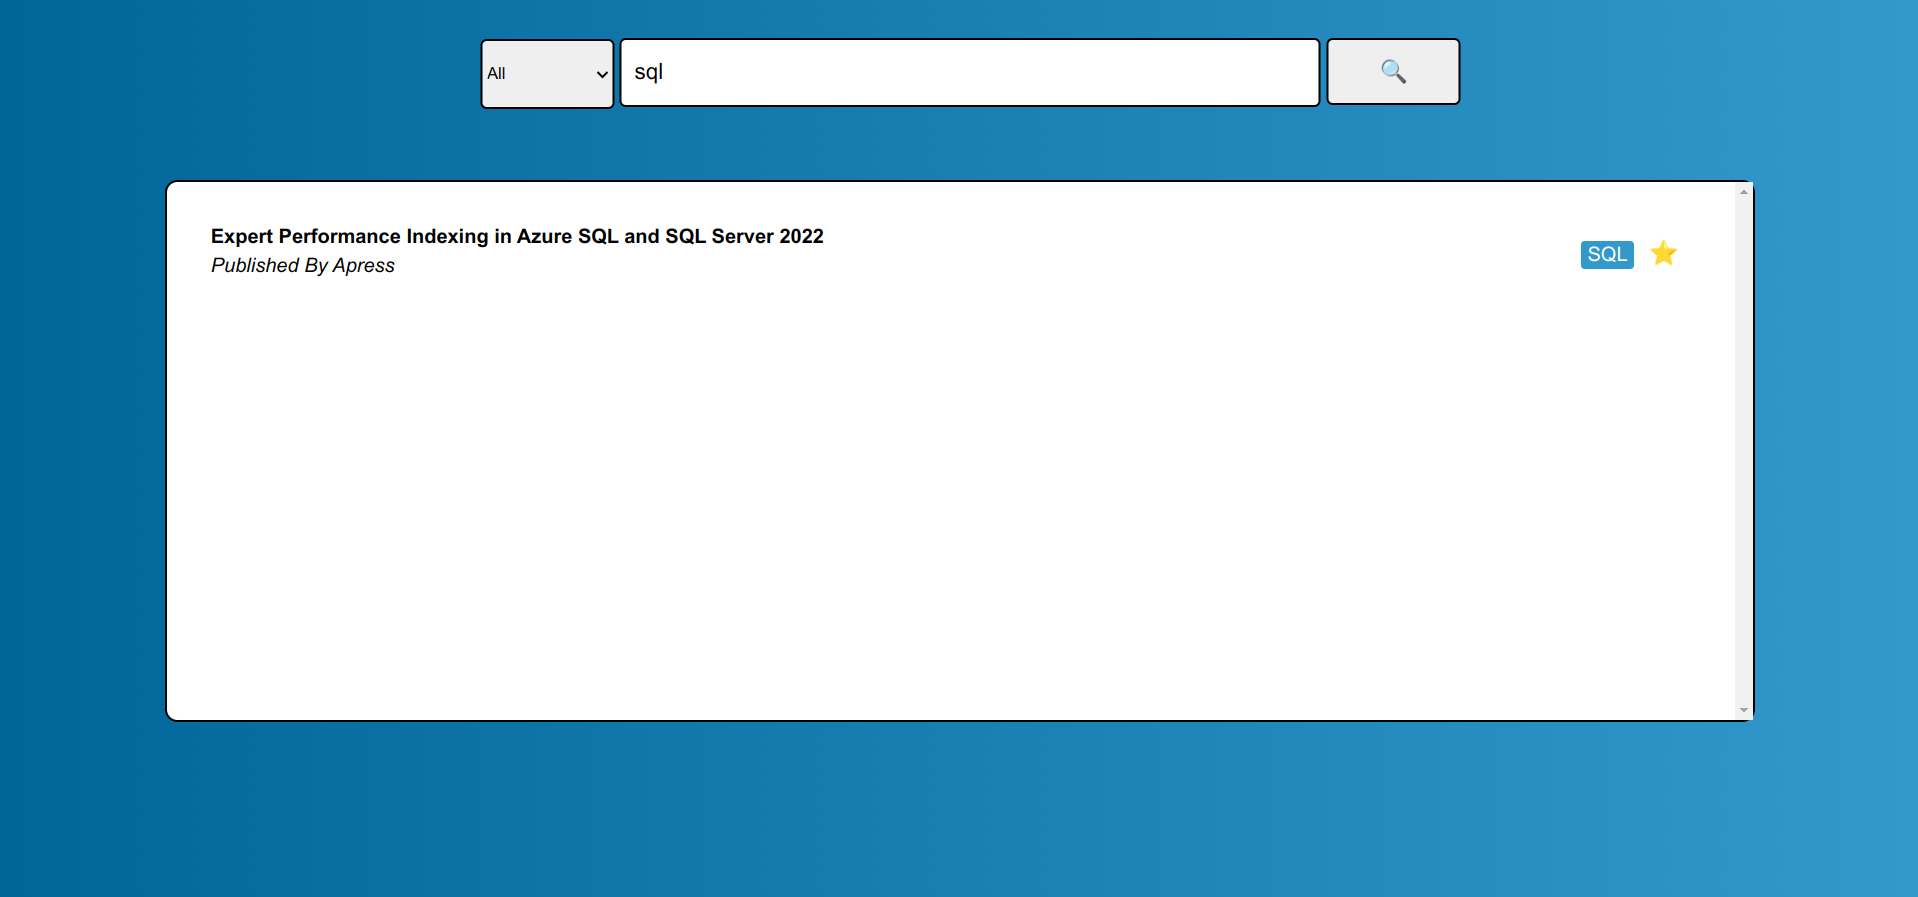 All
sql
Expert Performance Indexing in Azure SQL and SQL Server 2022
Published By Apress
SQL